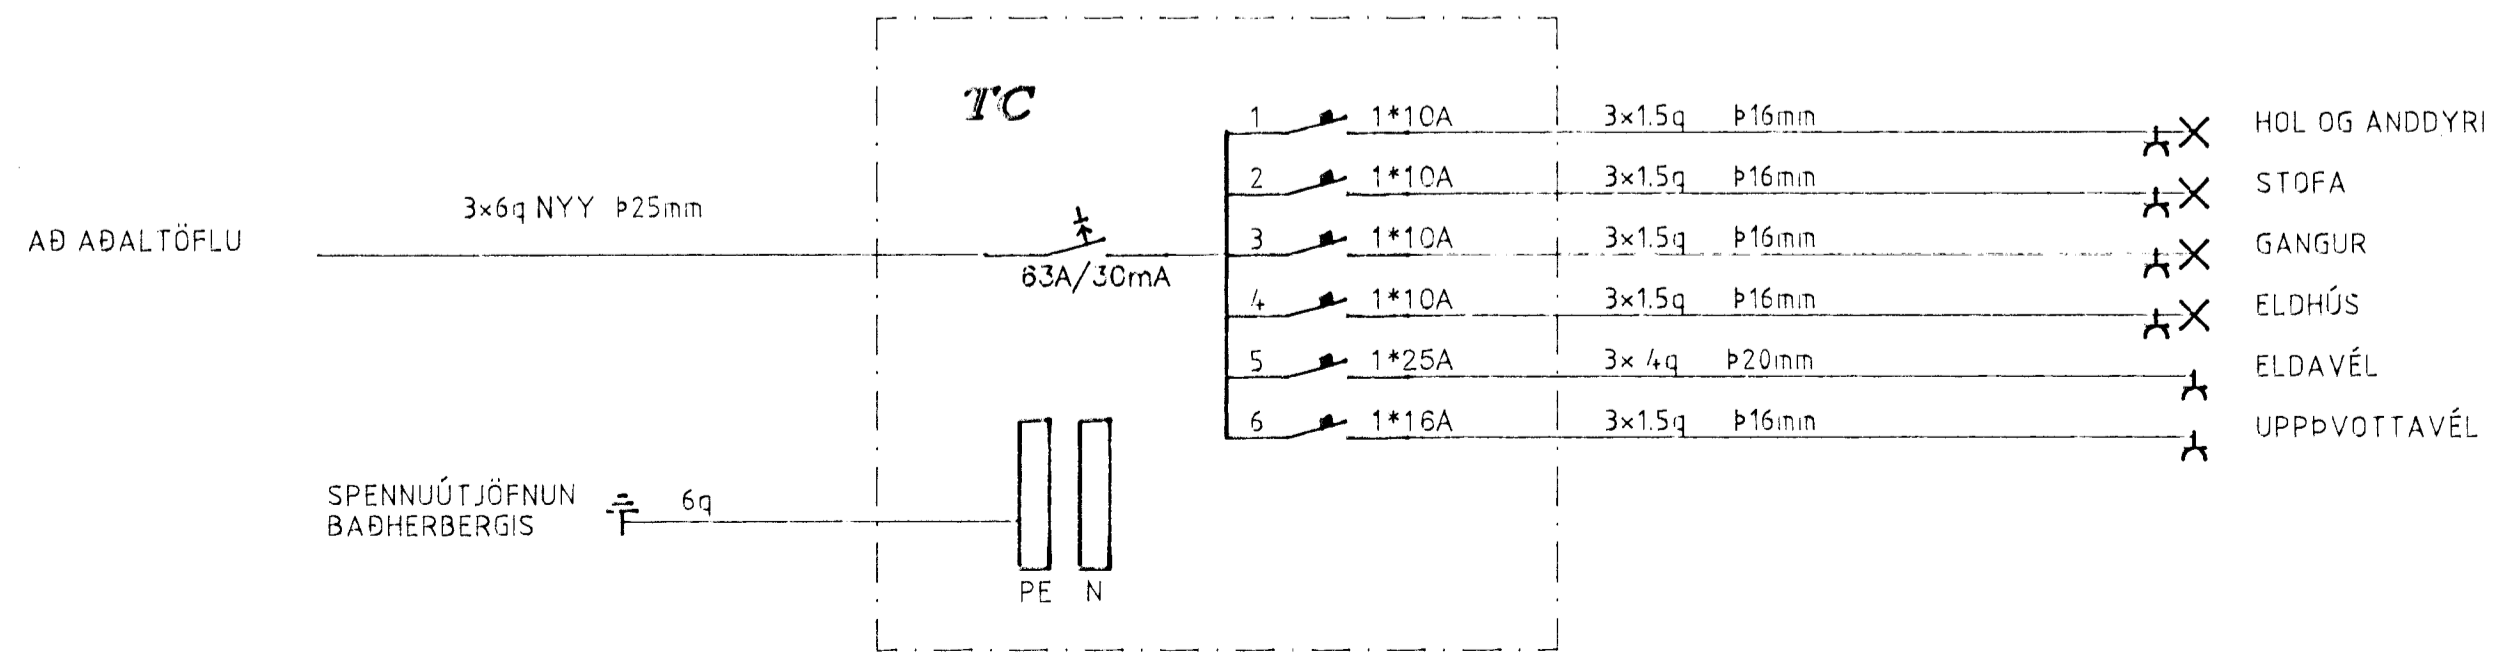 TC
1 1*10A 3x1.5q Þ16mm HOL OG ANDDYRI
2 1*10A 3x1.5q Þ16mm STOFA
3x6q NYY Þ25mm
AÐ AÐALTÖFLU
63A/30mA
3 1*10A 3x1.5q Þ16mm GANGUR
4 1*10A 3x1.5q Þ16mm ELDHÚS
5 1*25A 3x 4q Þ20mm ELDAVÉL
6 1*16A 3x1.5q Þ16mm UPPÞVOTTAVÉL
SPENNUÚTJÖFNUN
BAÐHERBERGIS
6q
PE N